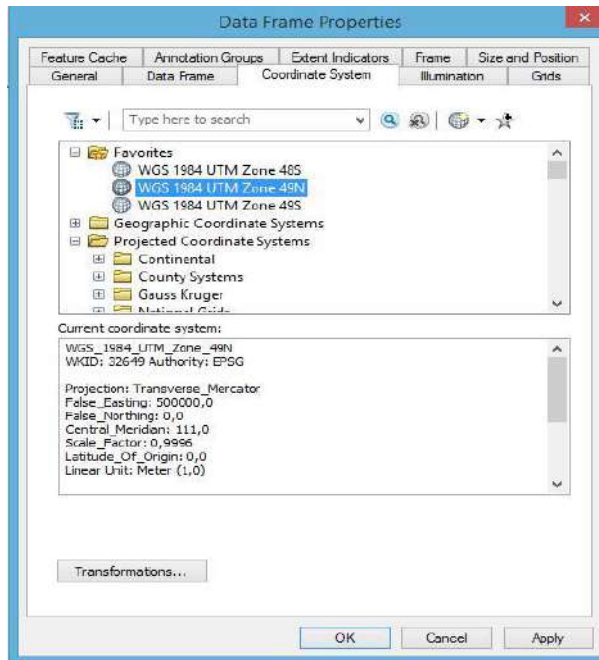 Data Frame Properties
Feature Cache Annotation Groups Extent Indicators Frame Size and Position
General Data Frame Coordinate System Illumination Grids
Type here to search
Favorites
WGS 1984 UTM Zone 48S
WGS 1984 UTM Zone 49N
WGS 1984 UTM Zone 49S
Geographic Coordinate Systems
Projected Coordinate Systems
Continental
County Systems
Gauss Kruger
National Grids
Current coordinate system:
WGS_1984_UTM_Zone_49N
WKID: 32649 Authority: EPSG
Projection: Transverse_Mercator
False_Easting: 500000,0
False_Northing: 0,0
Central_Meridian: 111,0
Scale_Factor: 0,9996
Latitude_Of_Origin: 0,0
Linear Unit: Meter (1,0)
Transformations...
OK Cancel Apply